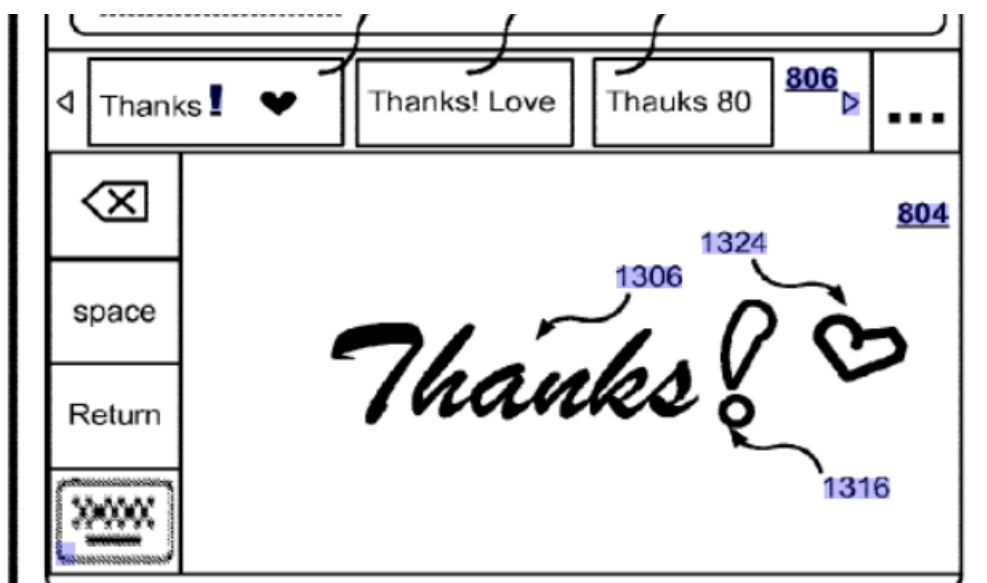 Thanks! ♥ Thanks! Love Thauks 80 806 ...
804
1324
1306
space
Thanks! ♡
Return
1316